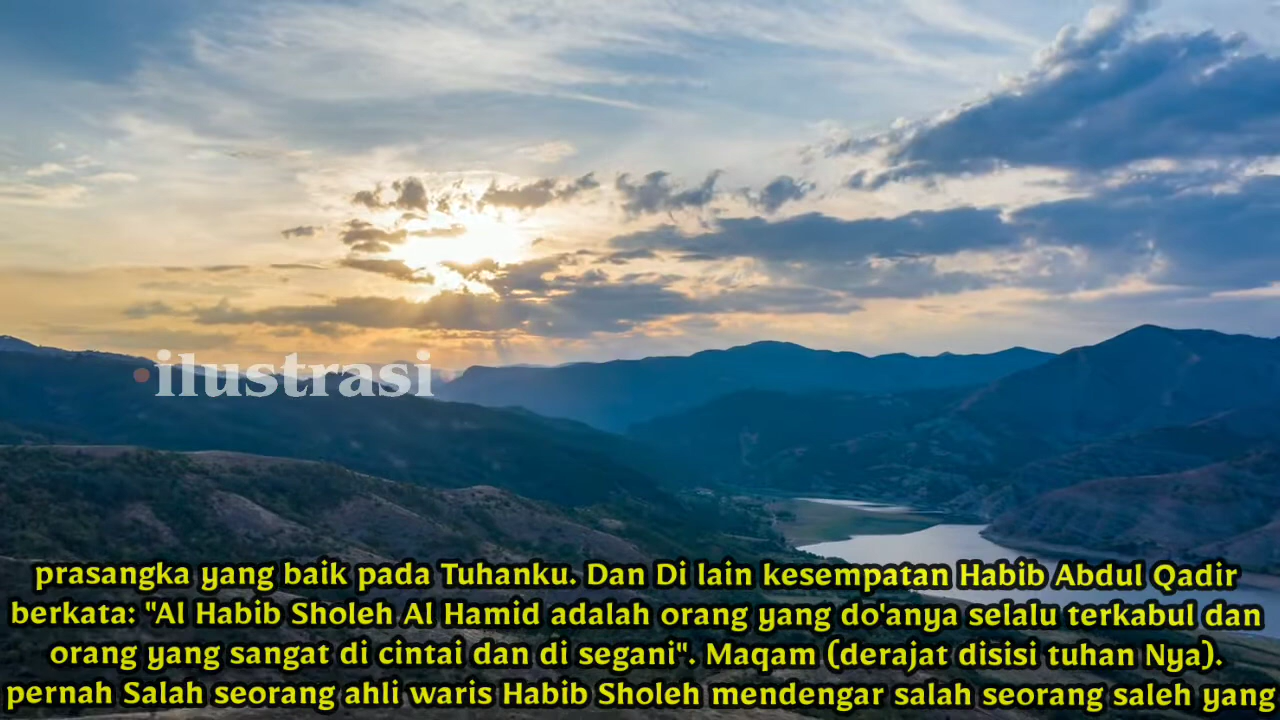 ilustrasi
prasangka yang baik pada Tuhanku. Dan Di lain kesempatan Habib Abdul Qadir
berkata: "Al Habib Sholeh Al Hamid adalah orang yang do'anya selalu terkabul dan
orang yang sangat di cintai dan di segani". Maqam (derajat disisi tuhan Nya).
pernah Salah seorang ahli waris Habib Sholeh mendengar salah seorang saleh yang